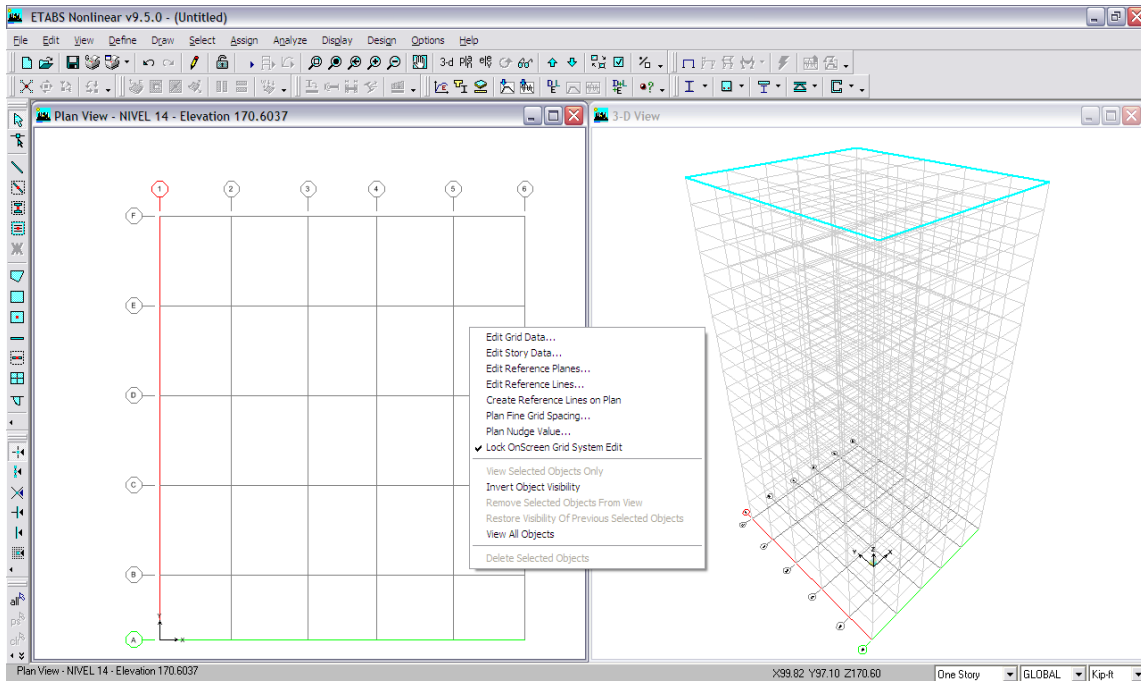 ETABS Nonlinear v9.5.0 - (Untitled)
File Edit View Define Draw Select Assign Analyze Display Design Options Help
3-d
Plan View - NIVEL 14 - Elevation 170.6037
3-D View
1 2 3 4 5 6
F
E
D
C
B
A
Y
X
Edit Grid Data...
Edit Story Data...
Edit Reference Planes...
Edit Reference Lines...
Create Reference Lines on Plan
Plan Fine Grid Spacing...
Plan Nudge Value...
Lock OnScreen Grid System Edit
View Selected Objects Only
Invert Object Visibility
Remove Selected Objects From View
Restore Visibility Of Previous Selected Objects
View All Objects
Delete Selected Objects
Y Z X
all
ps
clr
Plan View - NIVEL 14 - Elevation 170.6037
X99.82 Y97.10 Z170.60
One Story
GLOBAL
Kip-ft